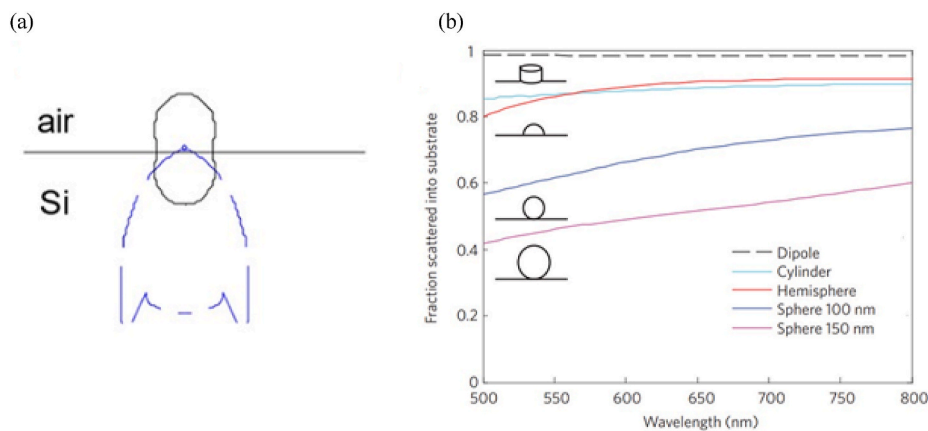 (a)
air
Si
(b)
Fraction scattered into substrate
1
0.8
0.6
0.4
0.2
0
500
550
600
650
700
750
800
Wavelength (nm)
Dipole
Cylinder
Hemisphere
Sphere 100 nm
Sphere 150 nm